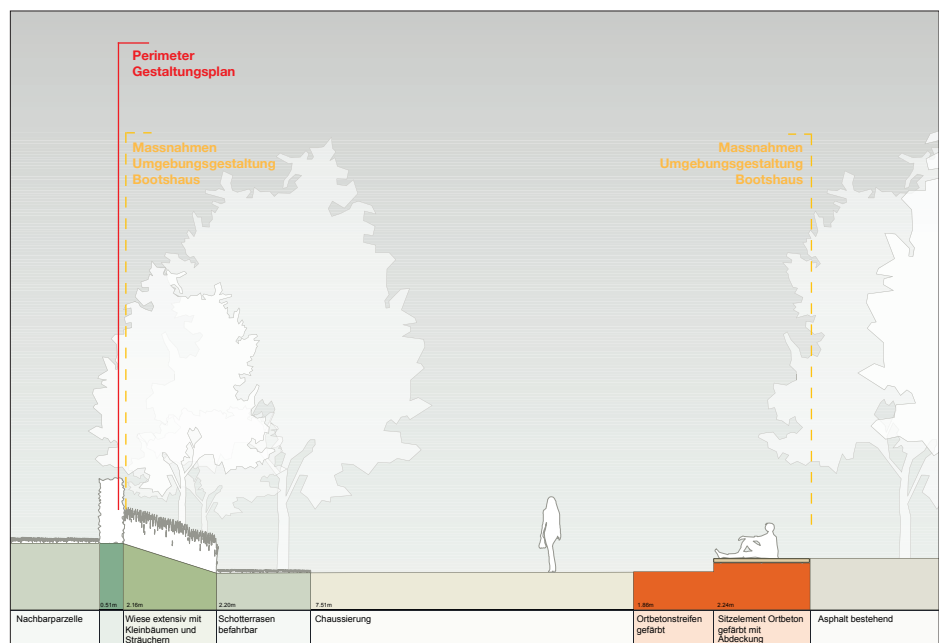 Perimeter
Gestaltungsplan
Massnahmen
Umgebungsgestaltung
Bootshaus
Massnahmen
Umgebungsgestaltung
Bootshaus
0.51m
2.16m
2.20m
7.51m
1.86m
2.24m
Nachbarparzelle
Wiese extensiv mit
Kleinbäumen und
Sträuchern
Schotterrasen
befahrbar
Chaussierung
Ortbetonstreifen
gefärbt
Sitzelement Ortbeton
gefärbt mit
Abdeckung
Asphalt bestehend